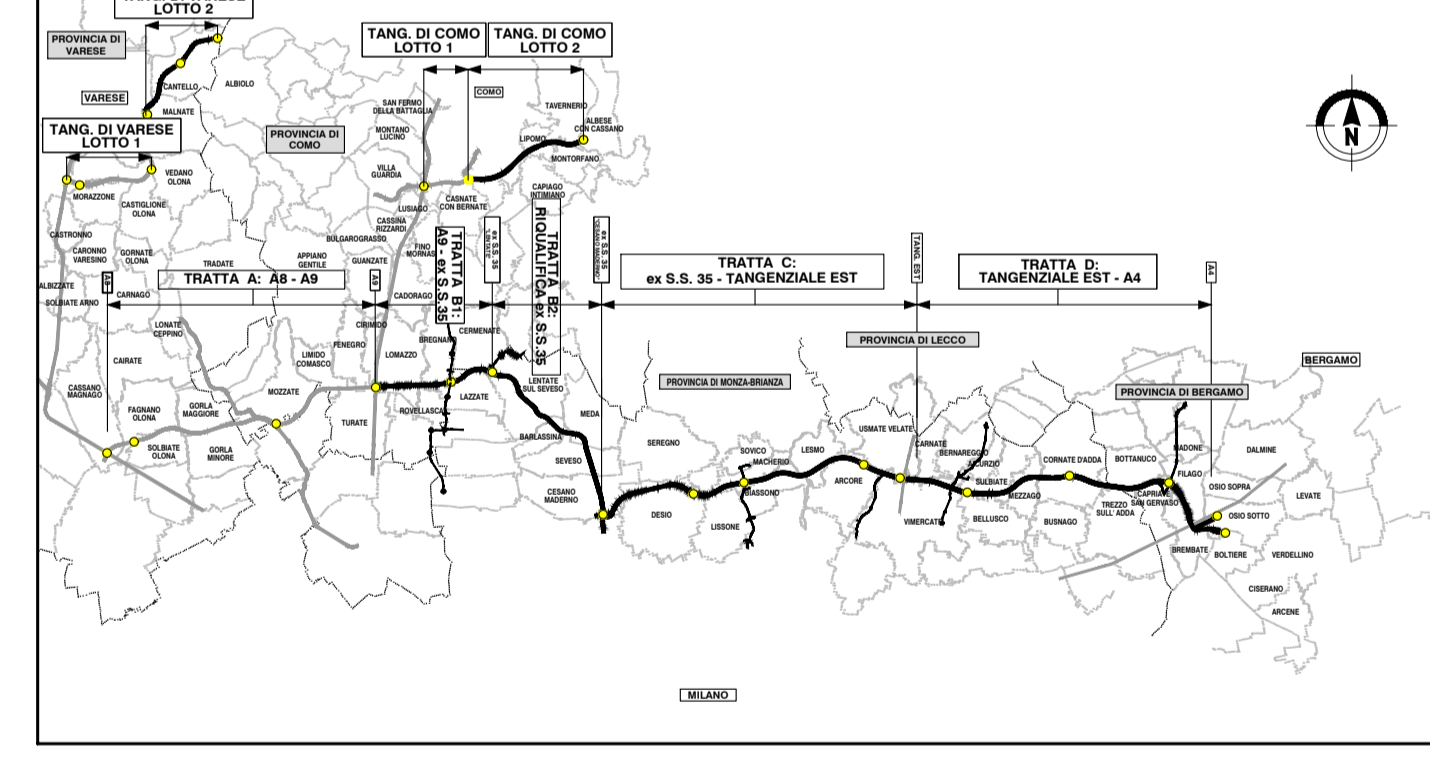 TANG. DI VARESE
LOTTO 2
PROVINCIA DI
VARESE
CANTELLO
ALBIOLO
VARESE
MALNATE
TANG. DI VARESE
LOTTO 1
PROVINCIA DI
COMO
VEDANO
OLONA
MORAZZONE
CASTIGLIONE
OLONA
CASTRONNO
CARONNO
VARESINO
GORNATE
OLONA
TRADATE
ALBIZZATE
SOLBIATE ARNO
CARNAGO
TANG. DI COMO
LOTTO 1
TANG. DI COMO
LOTTO 2
COMO
SAN FERMO
DELLA BATTAGLIA
MONTANO
LUCINO
VILLA
GUARDIA
TAVERNERIO
ALBESE
CON CASSANO
LIPOMO
MONTORFANO
CAPIAGO
INTIMIANO
CASNATE
CON BERNATE
LUSIAGO
CASSINA
RIZZARDI
BULGAROGRASSO
FINO
MORNAS
APPIANO
GENTILE
GUANZATE
A8
TRATTA A: A8 - A9
A9
CADORAGO
TRATTA B1:
A9 - ex S.S.35
ex S.S. 35
LENTATE
TRATTA B2:
RIQUALIFICA ex S.S.35
ex S.S. 35
CESANO MADERNO
TRATTA C:
ex S.S. 35 - TANGENZIALE EST
TANG. EST
TRATTA D:
TANGENZIALE EST - A4
A4
N
LONATE
CEPPINO
CIRIMIDO
FENEGRO
BREGNANO
CERMENATE
LIMIDO
COMASCO
LOMAZZO
CAIRATE
CASSANO
MAGNAGO
FAGNANO
OLONA
GORLA
MAGGIORE
MOZZATE
SOLBIATE
OLONA
GORLA
MINORE
TURATE
ROVELLASCA
LAZZATE
LENTATE
SUL SEVESO
MEDA
BARLASSINA
SEVESO
CESANO
MADERNO
PROVINCIA DI MONZA-BRIANZA
PROVINCIA DI LECCO
PROVINCIA DI BERGAMO
BERGAMO
SEREGNO
SOVICO
MACHERIO
LESMO
USMATE VELATE
CARNATE
BERNAREGGIO
AICURZIO
CORNATE D'ADDA
BOTTANUCO
MADONE
FILAGO
DALMINE
DESIO
LISSONE
BIASSONO
ARCORE
VIMERCATE
SULBIATE
MEZZAGO
BELLUSCO
BUSNAGO
TREZZO
SULL' ADDA
CAPRIATE
SAN GERVASO
OSIO SOPRA
LEVATE
OSIO SOTTO
BREMBATE
BOLTIERE
VERDELLINO
CISERANO
ARCENE
MILANO